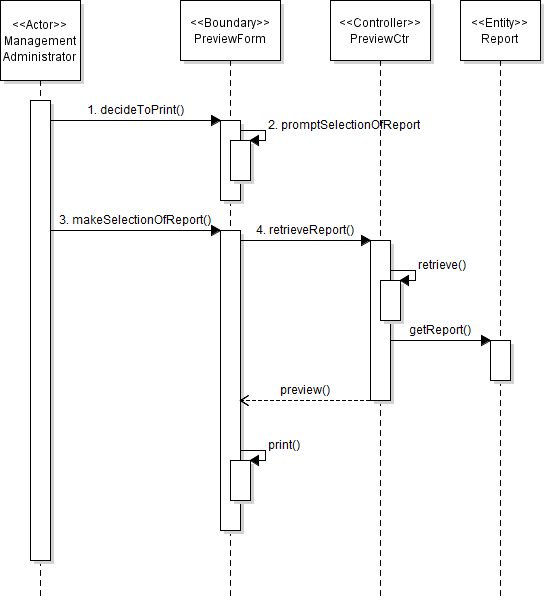 <<Actor>>
Management
Administrator
<<Boundary>>
PreviewForm
<<Controller>>
PreviewCtr
<<Entity>>
Report
1. decideToPrint()
2. promptSelectionOfReport
3. makeSelectionOfReport()
4. retrieveReport()
retrieve()
getReport()
preview()
print()